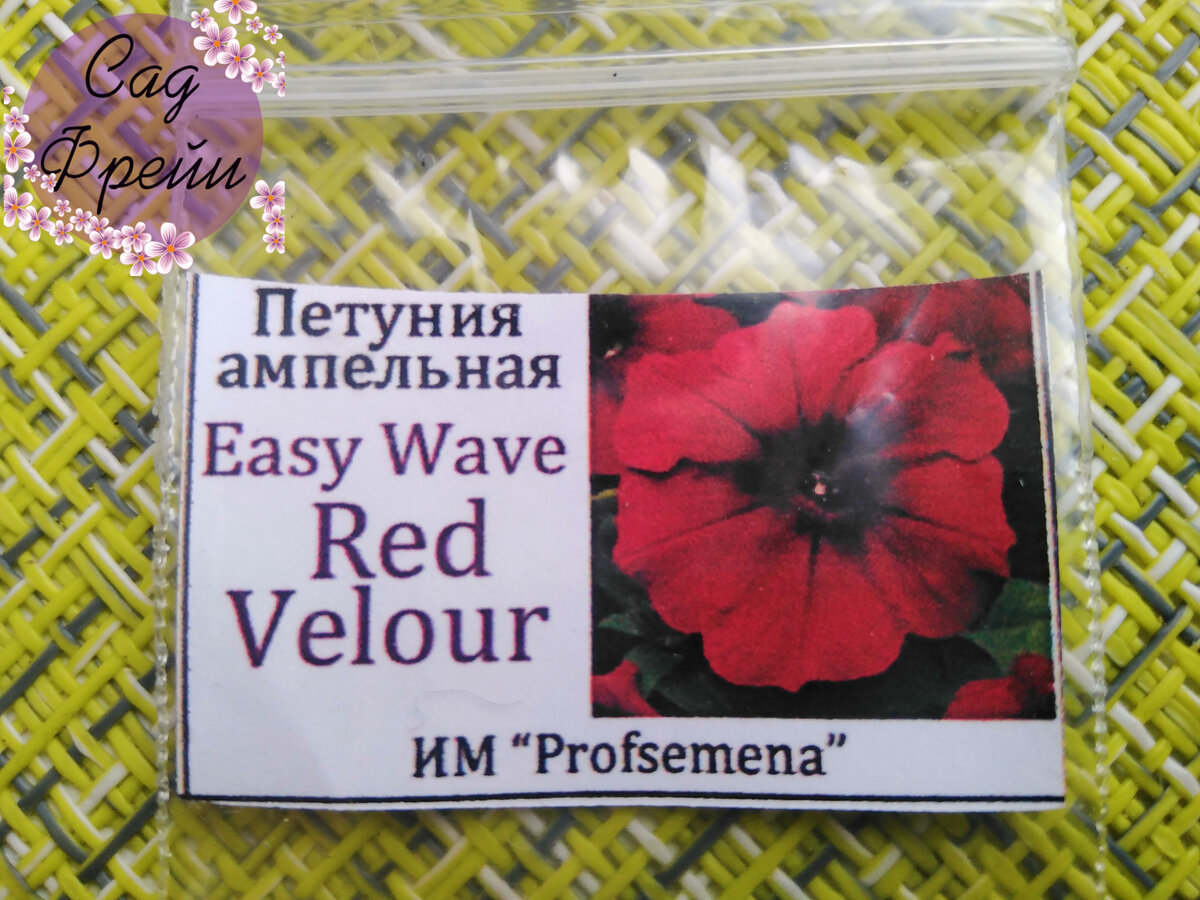 Сад
Фрейи
Петуния
ампельная
Easy Wave
Red
Velour
ИМ “Profsemena”